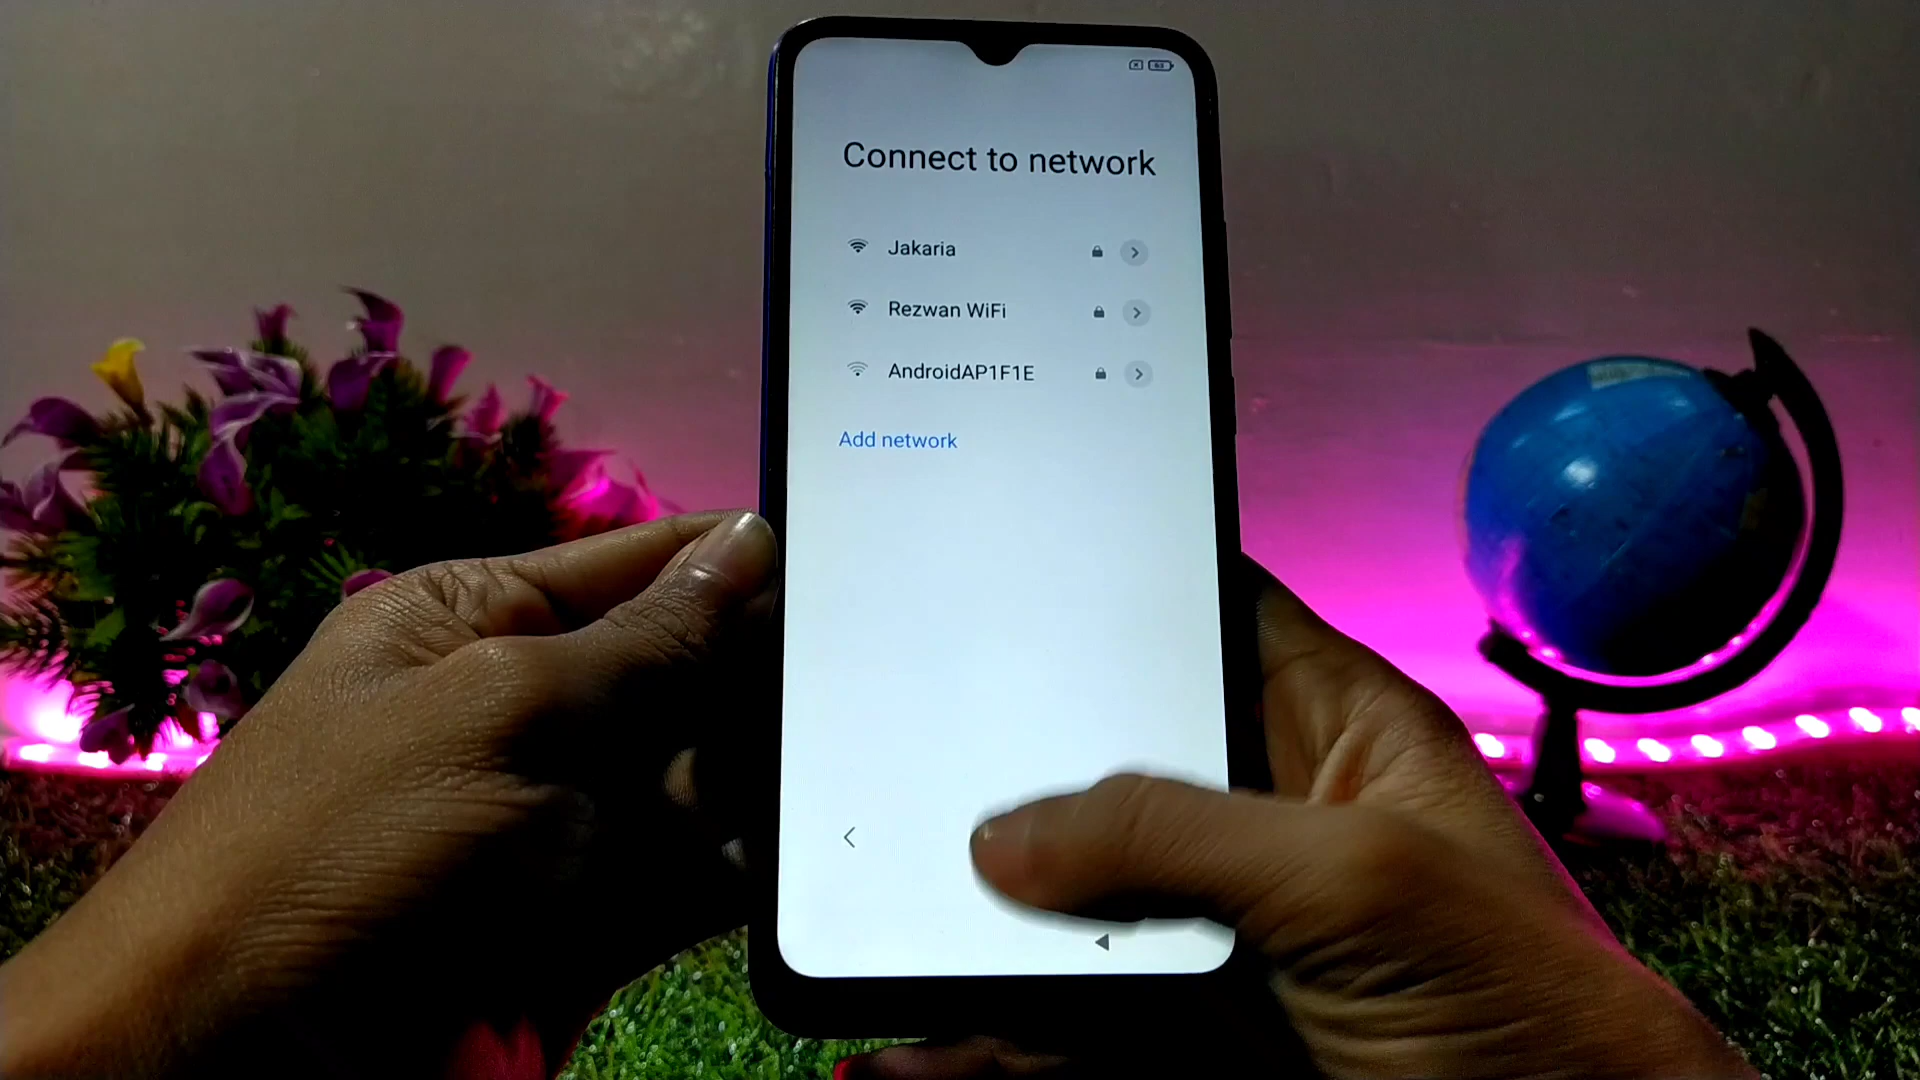 Connect to network
Jakaria
Rezwan WiFi
AndroidAP1F1E
Add network